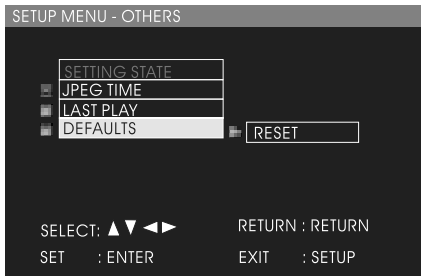 SETUP MENU - OTHERS
SETTING STATE
JPEG TIME
LAST PLAY
DEFAULTS
RESET
SELECT: ▲▼◄►
RETURN : RETURN
SET : ENTER
EXIT : SETUP